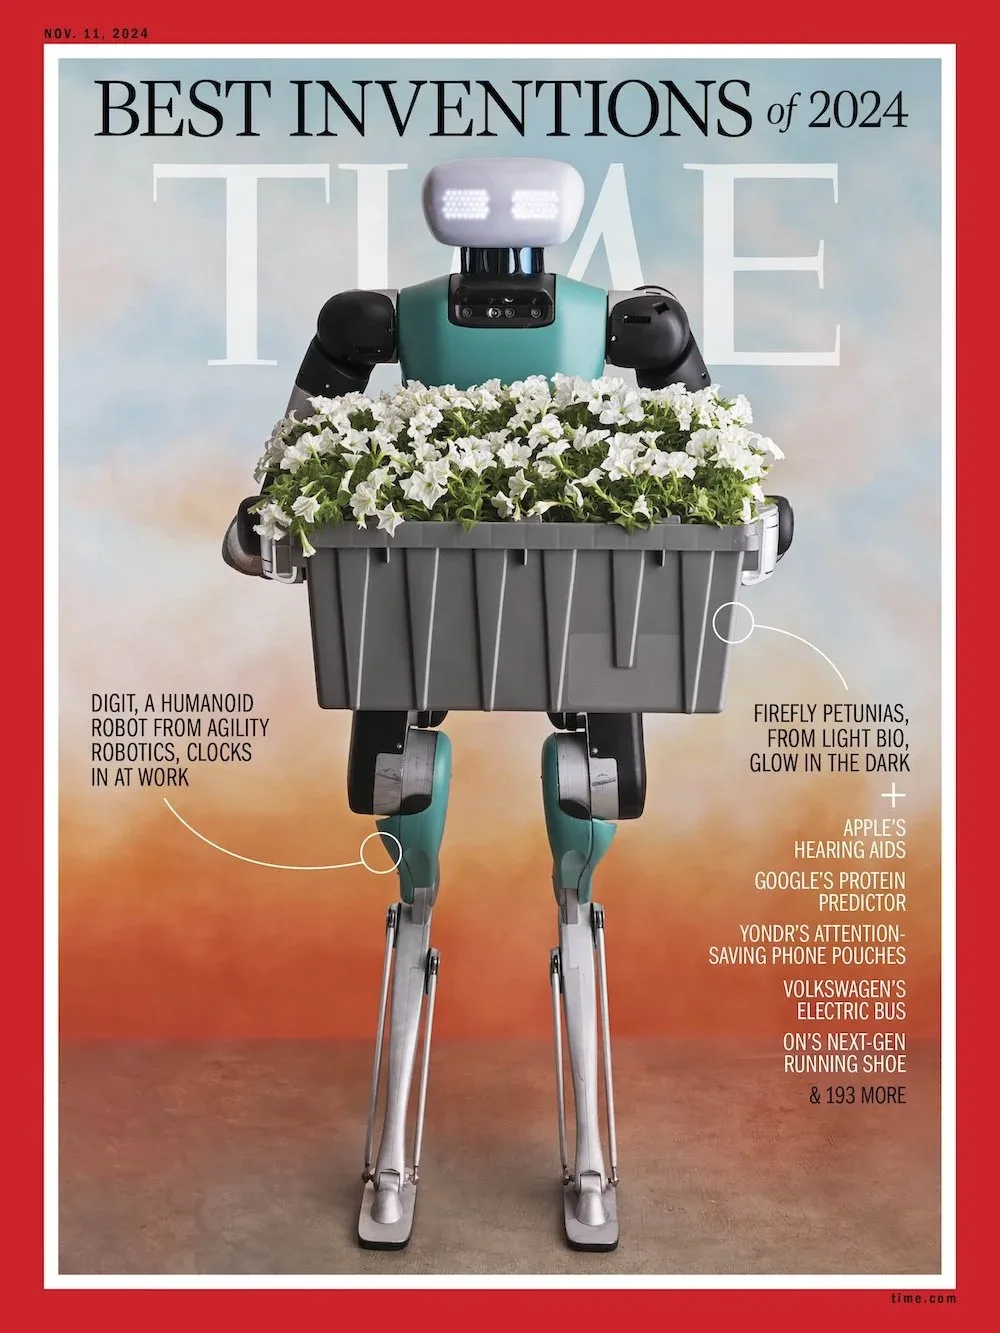 NOV. 11, 2024
BEST INVENTIONS of 2024
TIME
DIGIT, A HUMANOID
ROBOT FROM AGILITY
ROBOTICS, CLOCKS
IN AT WORK
FIREFLY PETUNIAS,
FROM LIGHT BIO,
GLOW IN THE DARK
+
APPLE'S
HEARING AIDS
GOOGLE'S PROTEIN
PREDICTOR
YONDR'S ATTENTION-
SAVING PHONE POUCHES
VOLKSWAGEN'S
ELECTRIC BUS
ON'S NEXT-GEN
RUNNING SHOE
& 193 MORE
time.com